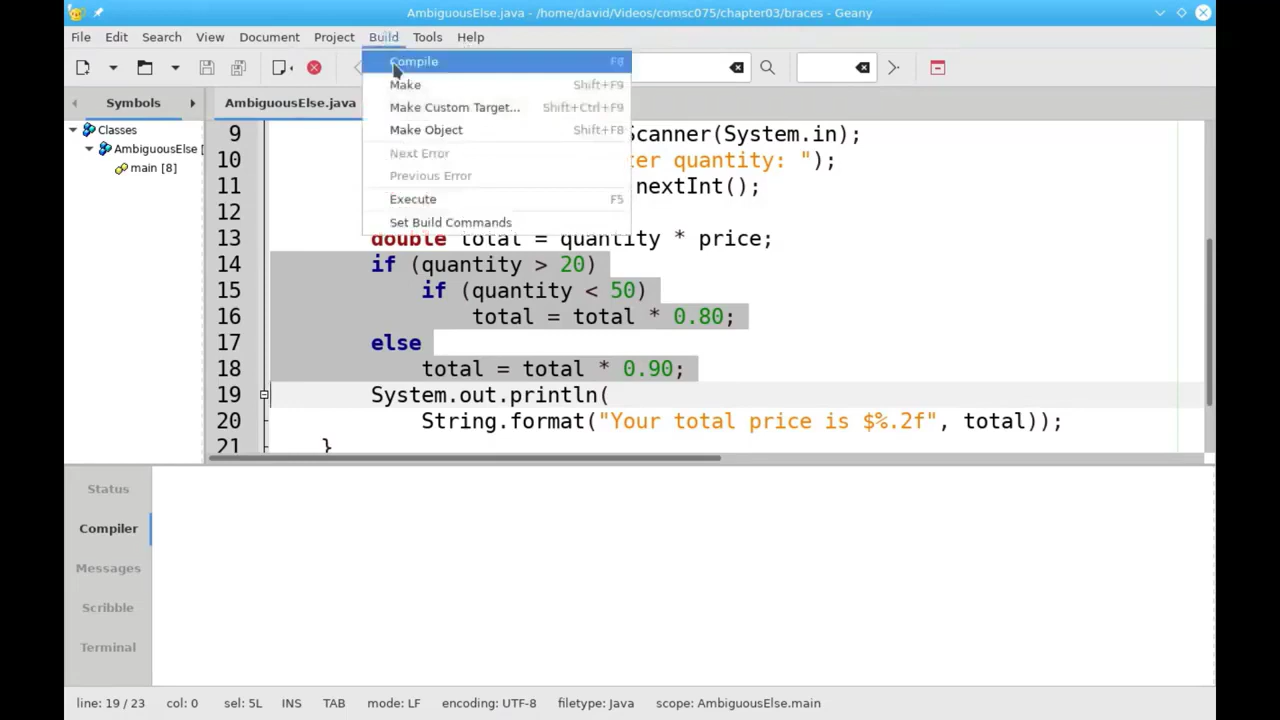 AmbiguousElse.java - /home/david/Videos/comsc075/chapter03/braces - Geany
File Edit Search View Document Project Build Tools Help
Compile
Make Shift+F9
Make Custom Target... Shift+Ctrl+F9
Make Object Shift+F8
Next Error
Previous Error
Execute F5
Set Build Commands
Symbols
AmbiguousElse.java
Classes
AmbiguousElse [
main [8]
9 Scanner(System.in);
10 er quantity: ");
11 nextInt();
12
13 double total = quantity * price;
14 if (quantity > 20)
15 if (quantity < 50)
16 total = total * 0.80;
17 else
18 total = total * 0.90;
19 System.out.println(
20 String.format("Your total price is $%.2f", total));
21 }
Status
Compiler
Messages
Scribble
Terminal
line: 19 / 23 col: 0 sel: 5L INS TAB mode: LF encoding: UTF-8 filetype: Java scope: AmbiguousElse.main